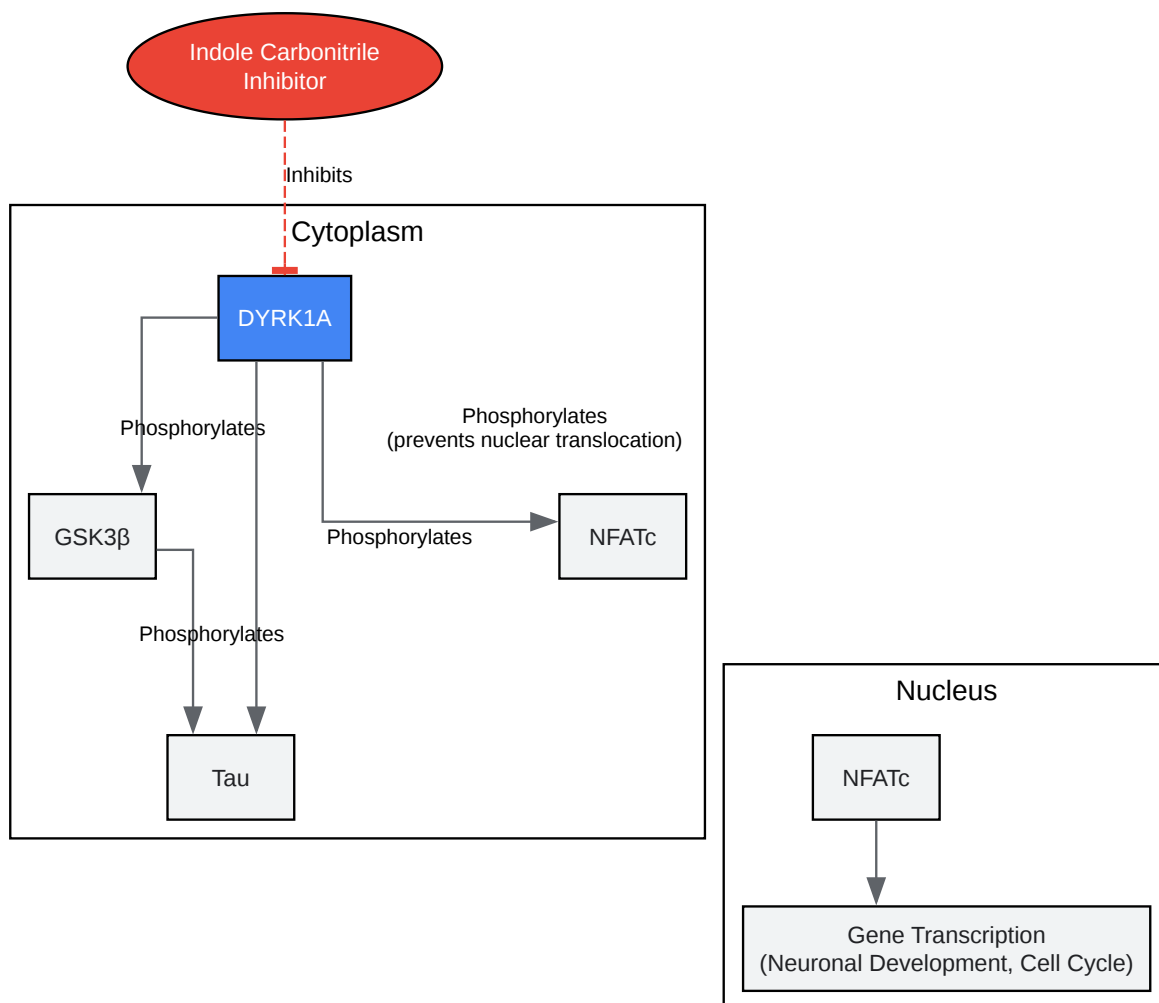 Indole Carbonitrile
Inhibitor
Inhibits
Cytoplasm
DYRK1A
Phosphorylates
(prevents nuclear translocation)
Phosphorylates
GSK3β
Phosphorylates
NFATc
Phosphorylates
Tau
Nucleus
NFATc
Gene Transcription
(Neuronal Development, Cell Cycle)